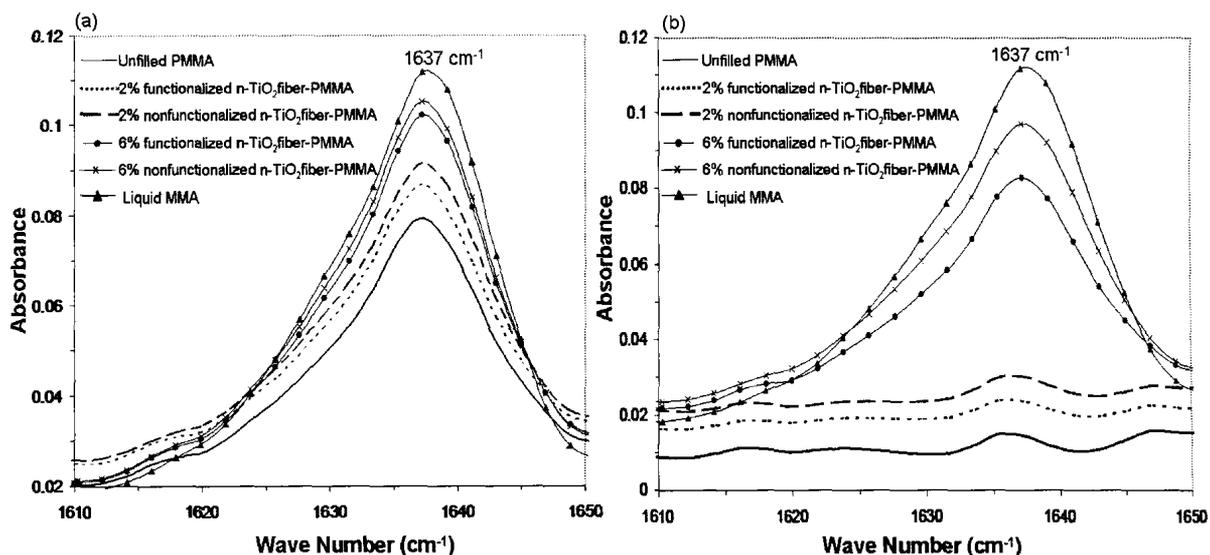 (a)
0.12
0.1
0.08
0.06
0.04
0.02
Absorbance
1637 cm-1
Unfilled PMMA
2% functionalized n-TiO2fiber-PMMA
2% nonfunctionalized n-TiO2fiber-PMMA
6% functionalized n-TiO2fiber-PMMA
6% nonfunctionalized n-TiO2fiber-PMMA
Liquid MMA
1610 1620 1630 1640 1650
Wave Number (cm-1)
(b)
0.12
0.1
0.08
0.06
0.04
0.02
0
Absorbance
1637 cm-1
Unfilled PMMA
2% functionalized n-TiO2fiber-PMMA
2% nonfunctionalized n-TiO2fiber-PMMA
6% functionalized n-TiO2fiber-PMMA
6% nonfunctionalized n-TiO2fiber-PMMA
Liquid MMA
1610 1620 1630 1640 1650
Wave Number (cm-1)